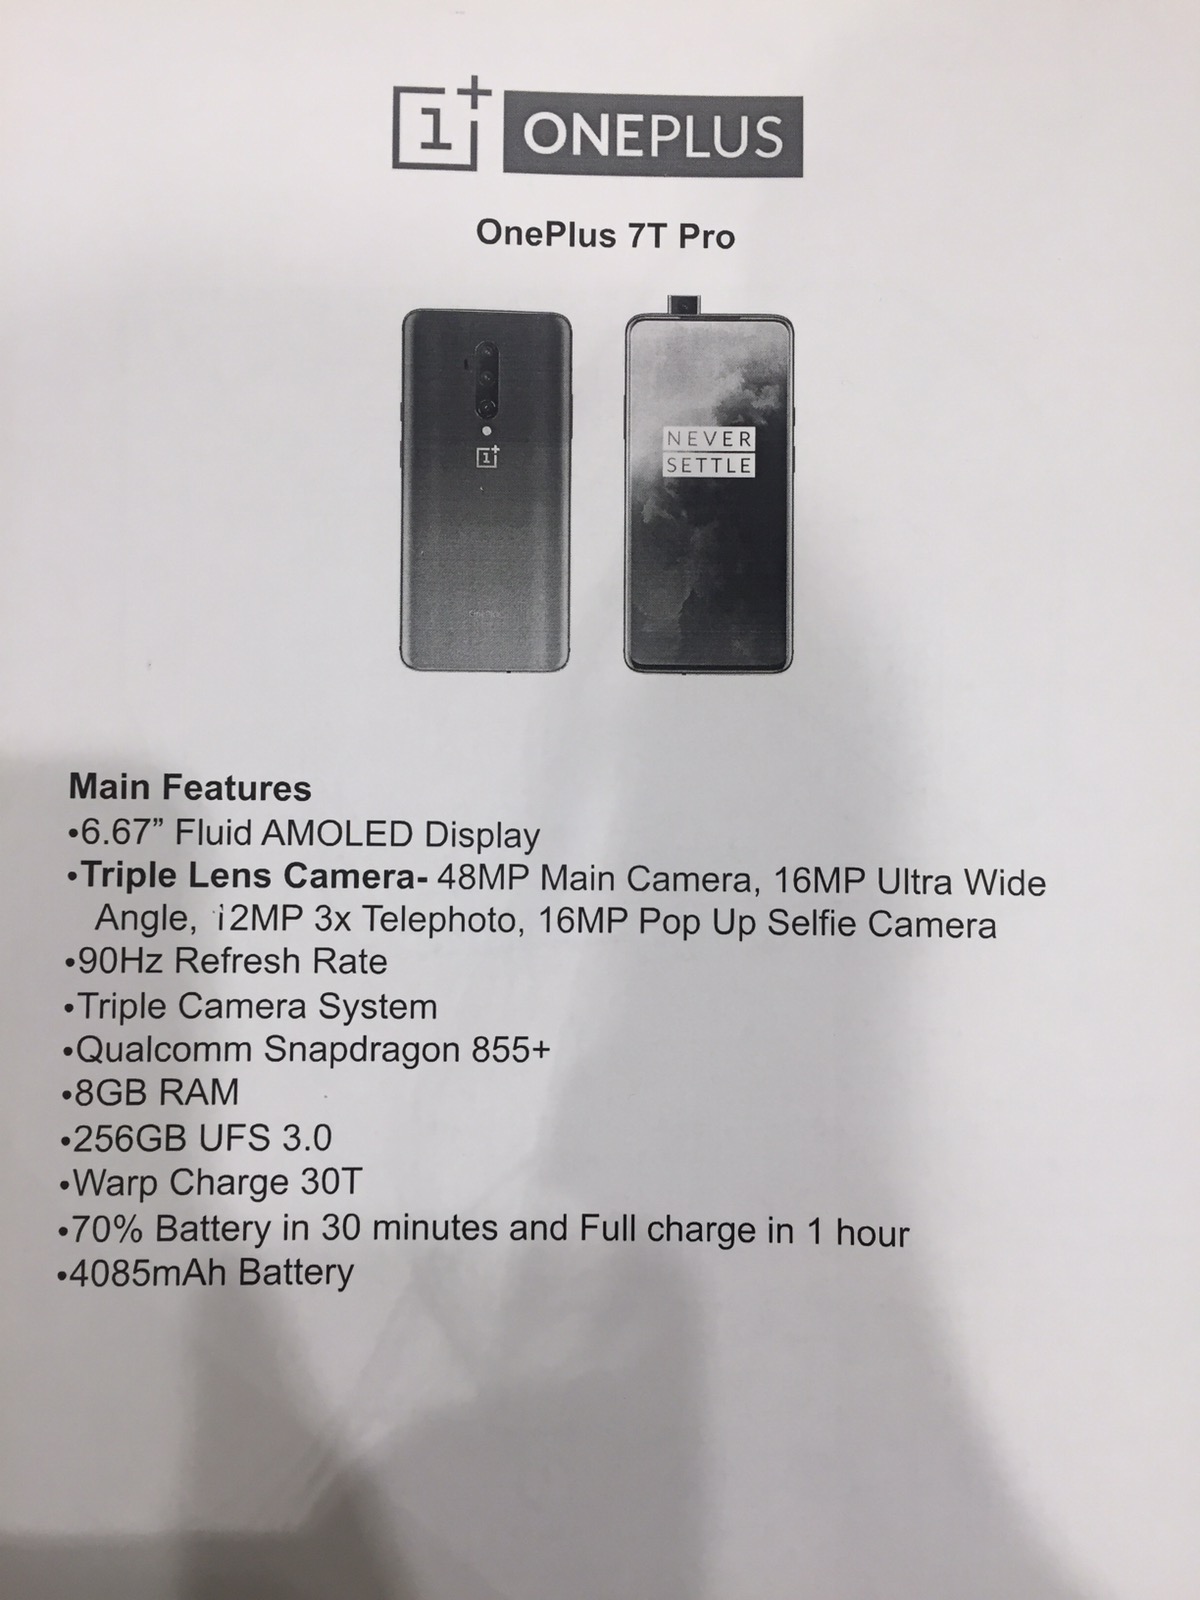 1+ ONEPLUS
OnePlus 7T Pro
1+
NEVER
SETTLE
Main Features
•6.67” Fluid AMOLED Display
•Triple Lens Camera- 48MP Main Camera, 16MP Ultra Wide
Angle, 12MP 3x Telephoto, 16MP Pop Up Selfie Camera
•90Hz Refresh Rate
•Triple Camera System
•Qualcomm Snapdragon 855+
•8GB RAM
•256GB UFS 3.0
•Warp Charge 30T
•70% Battery in 30 minutes and Full charge in 1 hour
•4085mAh Battery